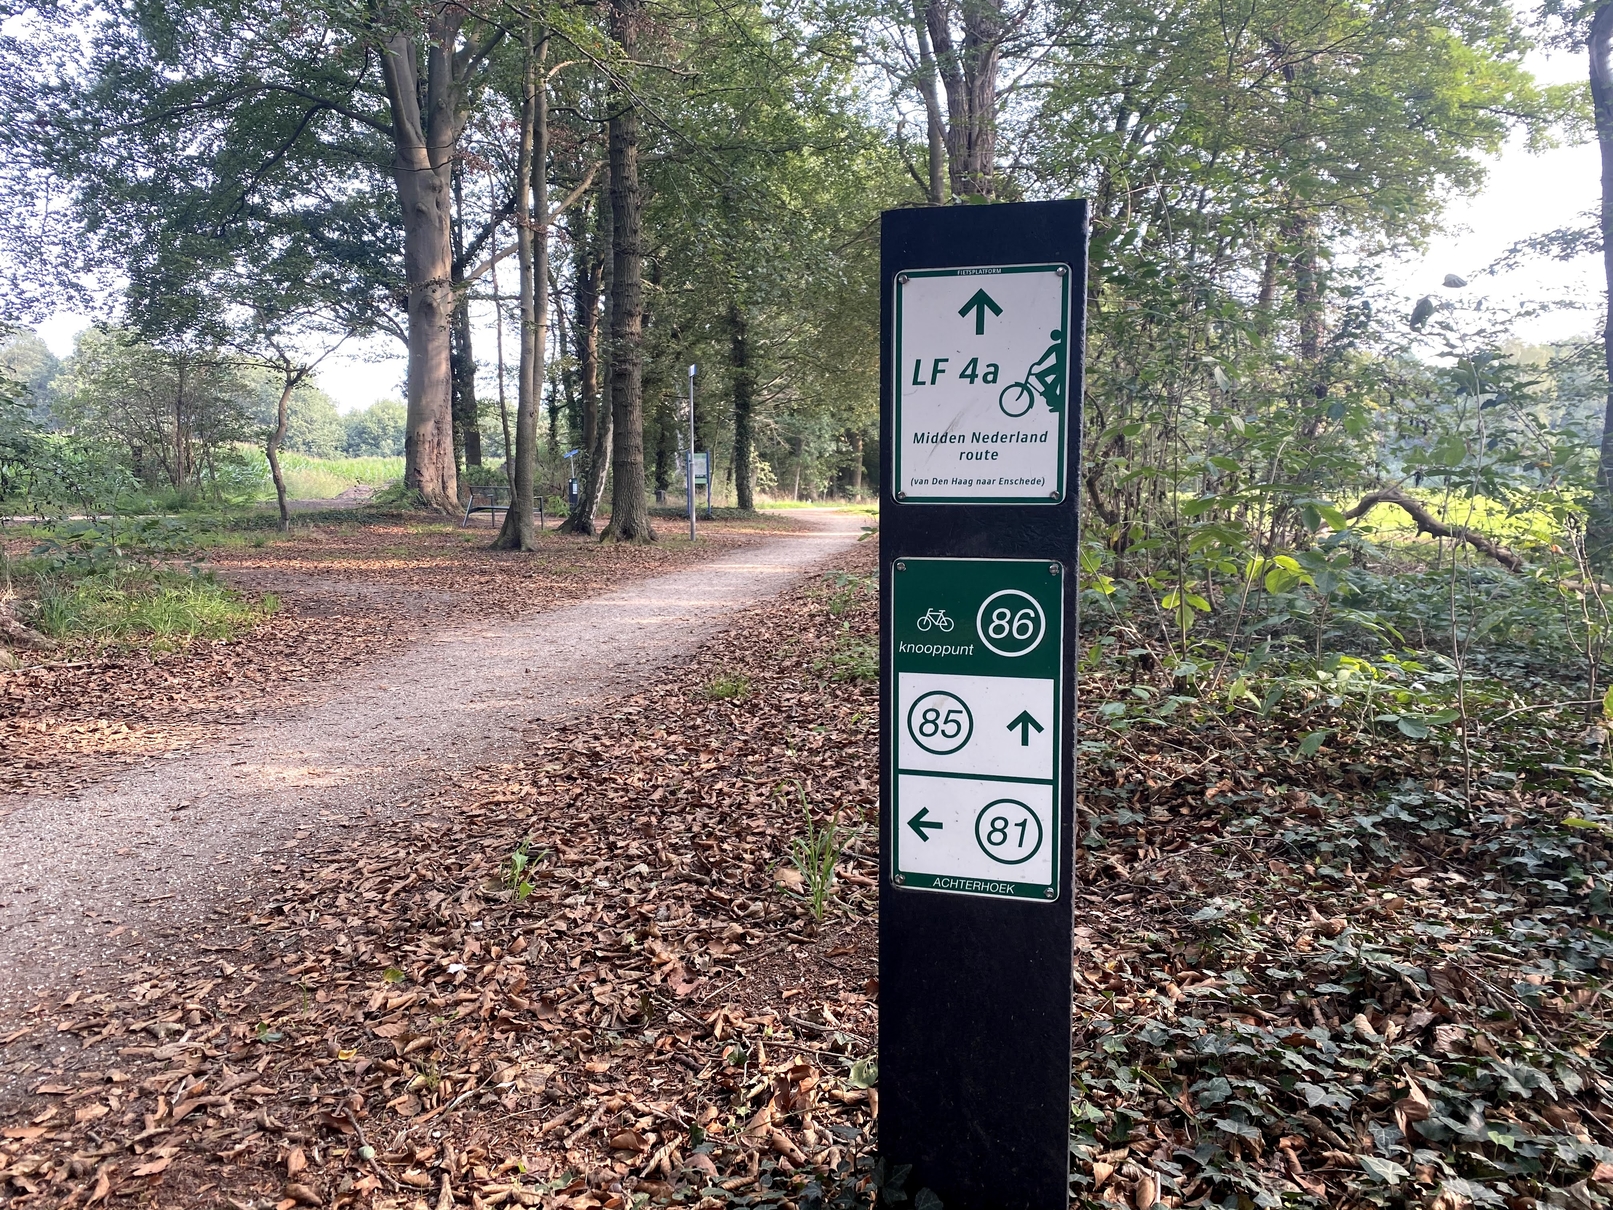 FIETSPLATFORM
LF 4a
Midden Nederland
route
(van Den Haag naar Enschede)
knooppunt 86
85
81
ACHTERHOEK